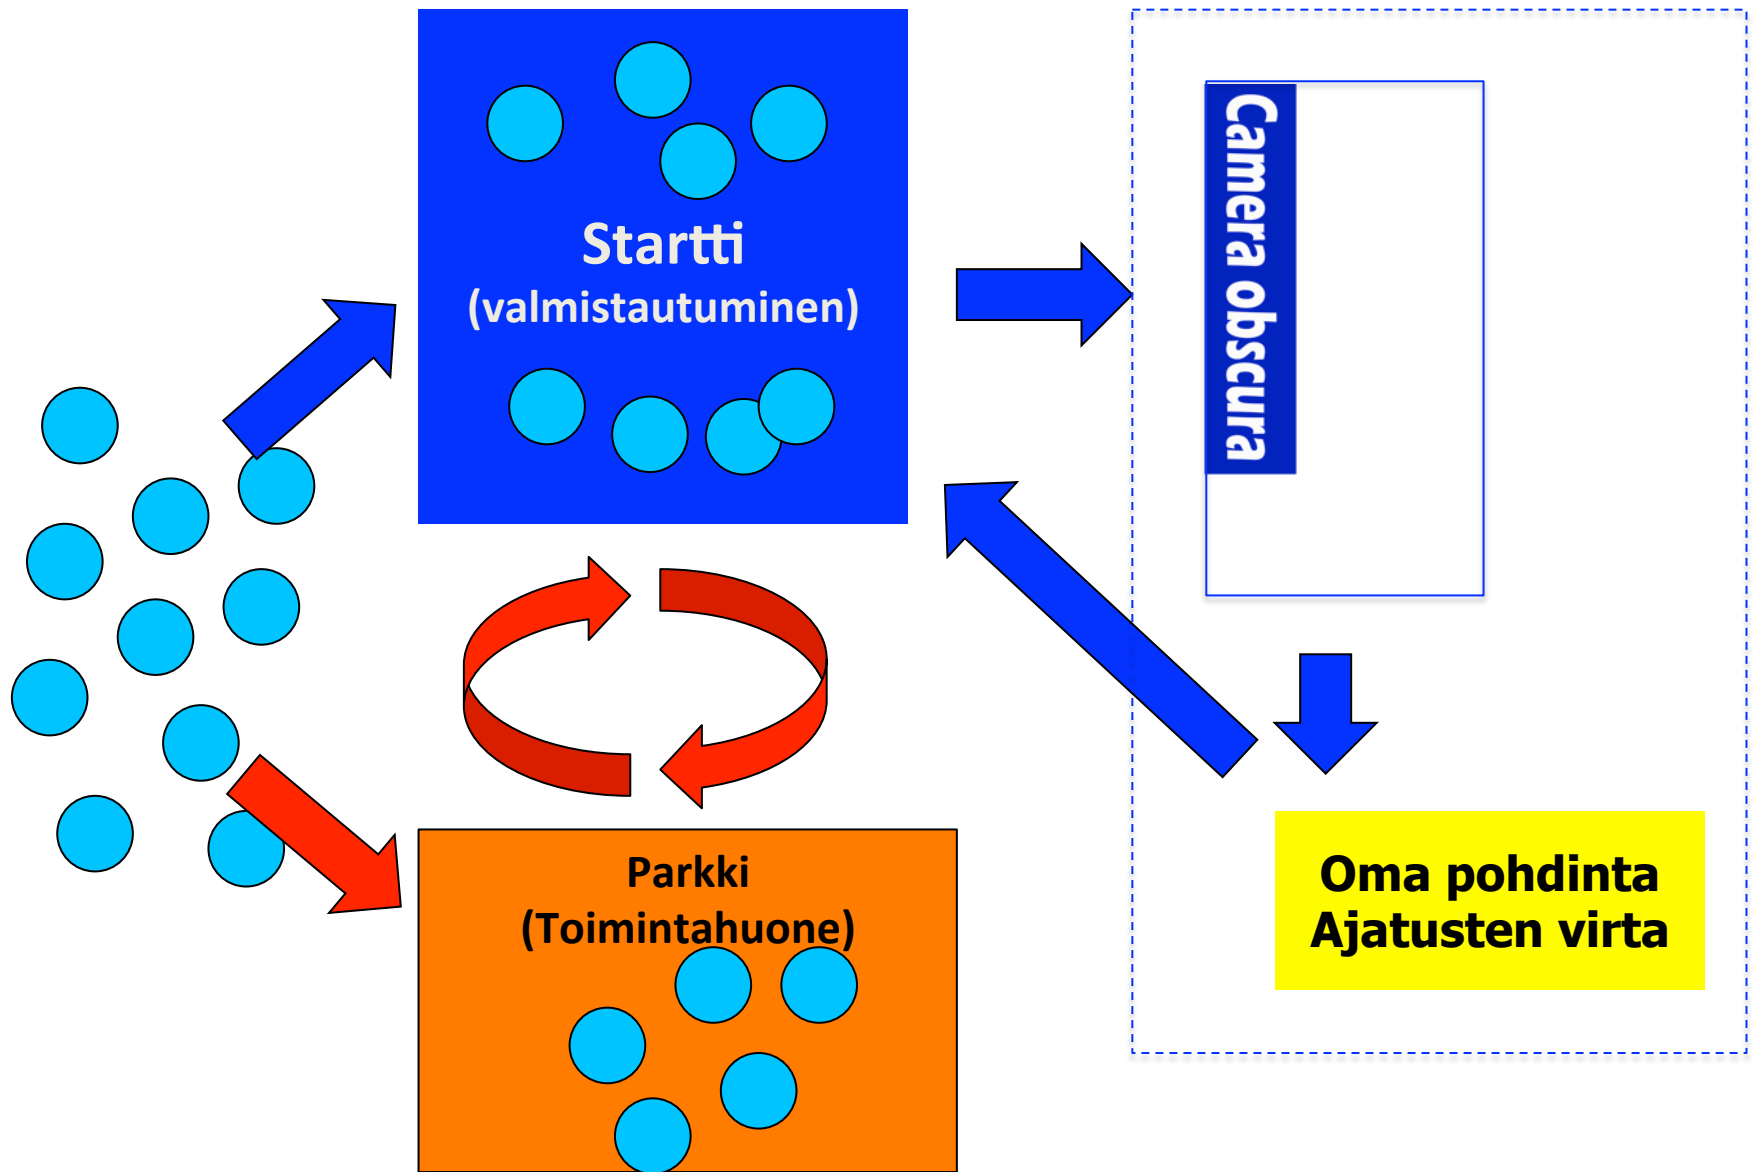 Startti
(valmistautuminen)
Camera obscura
Parkki
(Toimintahuone)
Oma pohdinta
Ajatusten virta